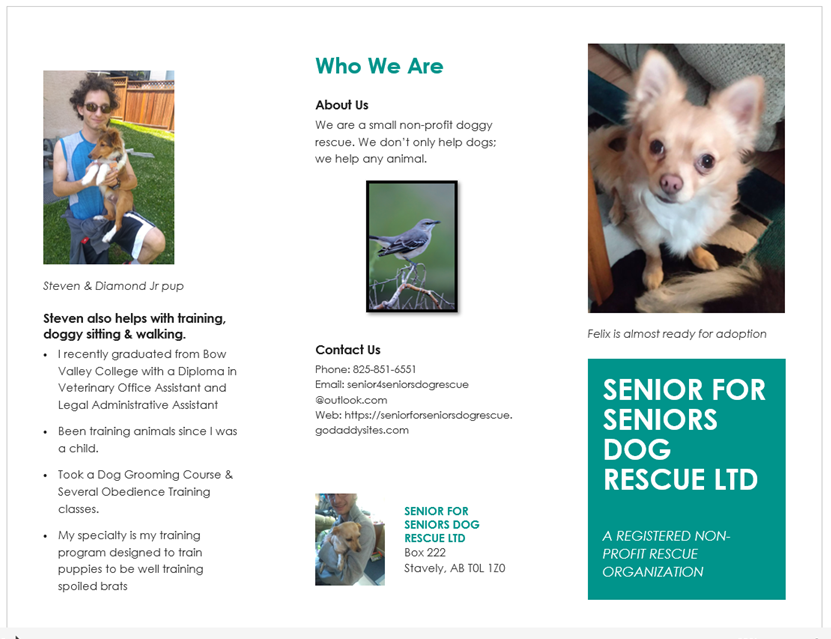 Steven & Diamond Jr pup
Steven also helps with training,
doggy sitting & walking.
• I recently graduated from Bow
Valley College with a Diploma in
Veterinary Office Assistant and
Legal Administrative Assistant
• Been training animals since I was
a child.
• Took a Dog Grooming Course &
Several Obedience Training
classes.
• My specialty is my training
program designed to train
puppies to be well training
spoiled brats
Who We Are
About Us
We are a small non-profit doggy
rescue. We don’t only help dogs;
we help any animal.
Contact Us
Phone: 825-851-6551
Email: senior4seniorsdogrescue
@outlook.com
Web: https://seniorforseniorsdogrescue.
godaddysites.com
SENIOR FOR
SENIORS DOG
RESCUE LTD
Box 222
Stavely, AB T0L 1Z0
Felix is almost ready for adoption
SENIOR FOR
SENIORS
DOG
RESCUE LTD
A REGISTERED NON-
PROFIT RESCUE
ORGANIZATION